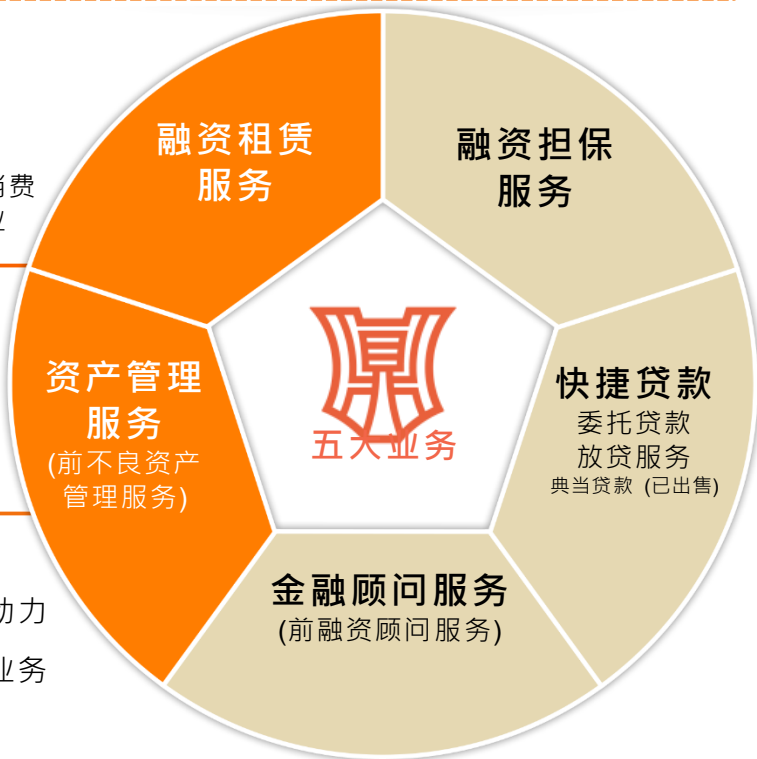 融资租赁
服务
融资担保
服务
消费
业
资产管理
服务
(前不良资产
管理服务)
快捷贷款
委托贷款
放贷服务
典当贷款 (已出售)
五大业务
金融顾问服务
(前融资顾问服务)
动力
业务